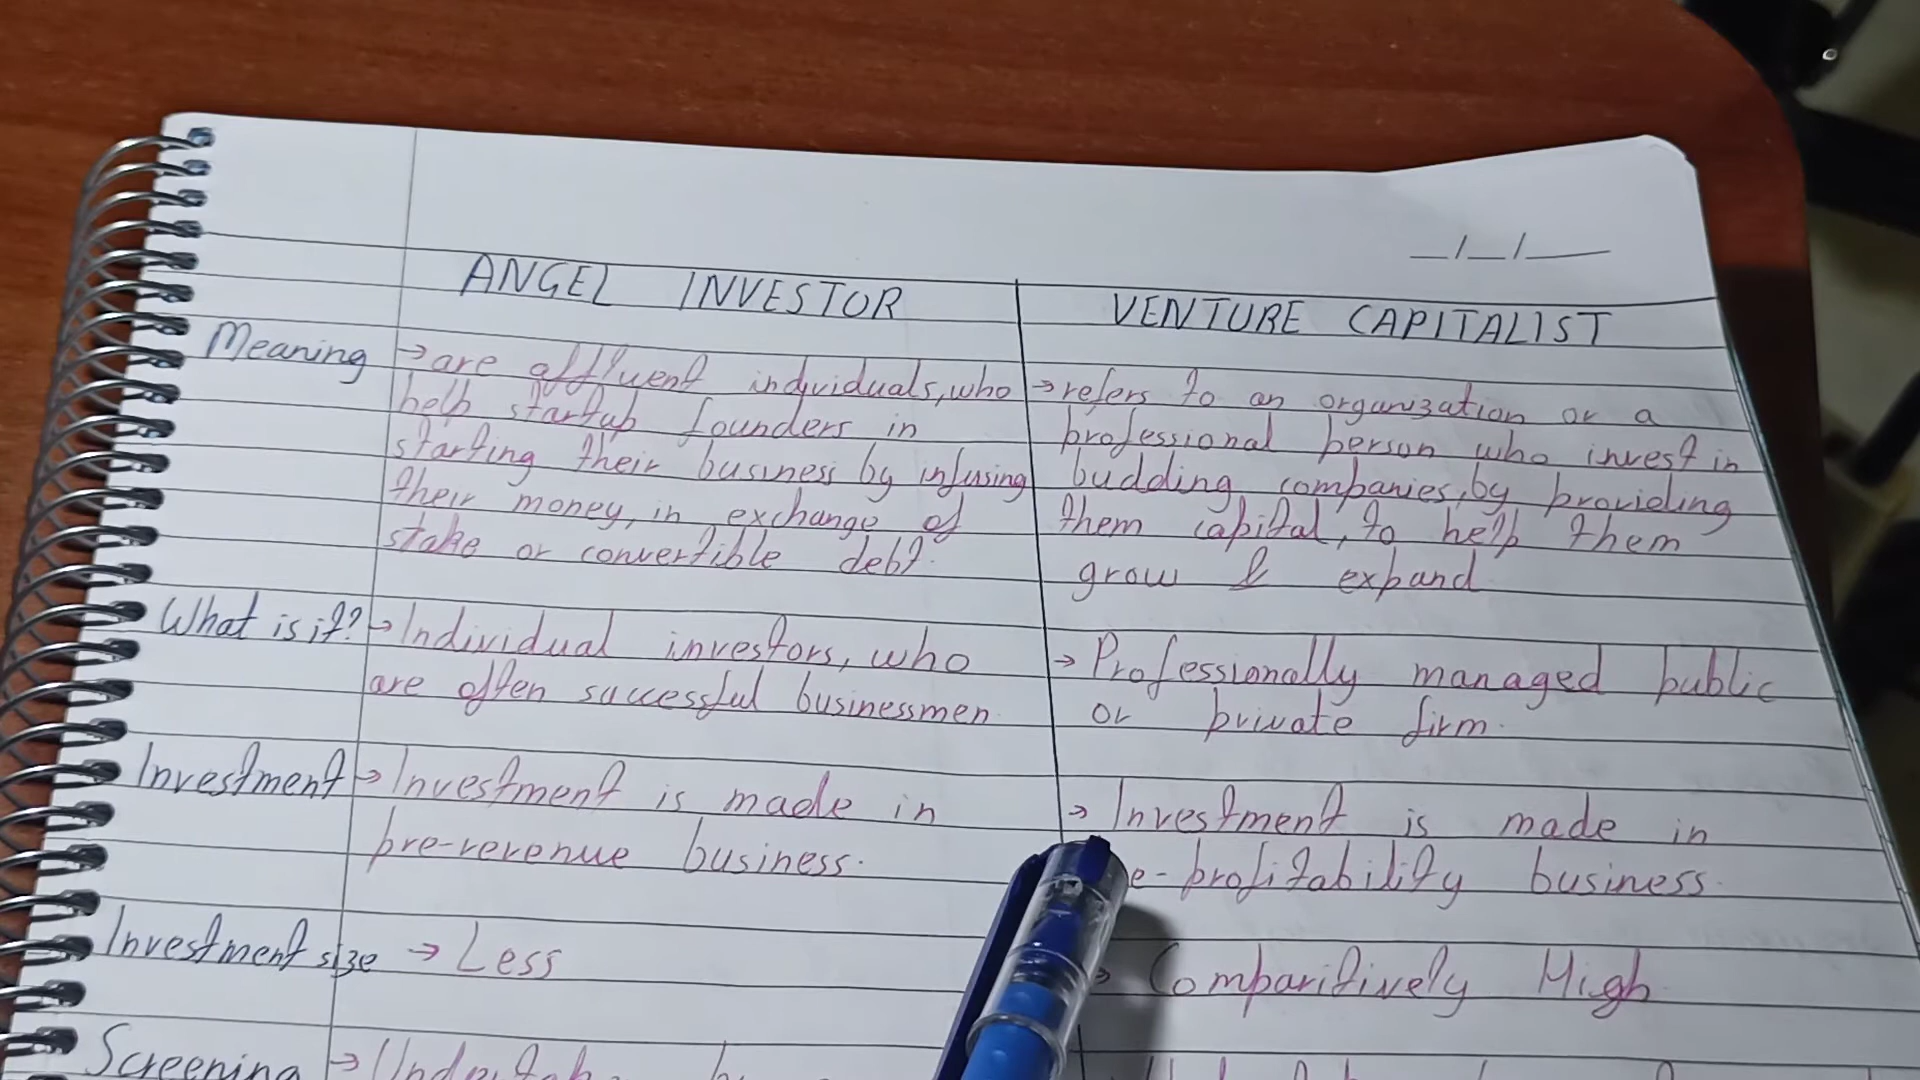 _/_/_
ANGEL INVESTOR VENTURE CAPITALIST
Meaning → are affluent individuals, who
help startup founders in
starting their business by infusing
their money, in exchange of
stake or convertible debt.
→ refers to an organization or a
professional person who invest in
budding companies, by providing
them capital, to help them
grow & expand
What is it? → Individual investors, who
are often successful businessmen.
→ Professionally managed public
or private firm.
Investment → Investment is made in
pre-revenue business.
→ Investment is made in
e-profitability business.
Investment size → Less
→ Comparitively High
Screening →